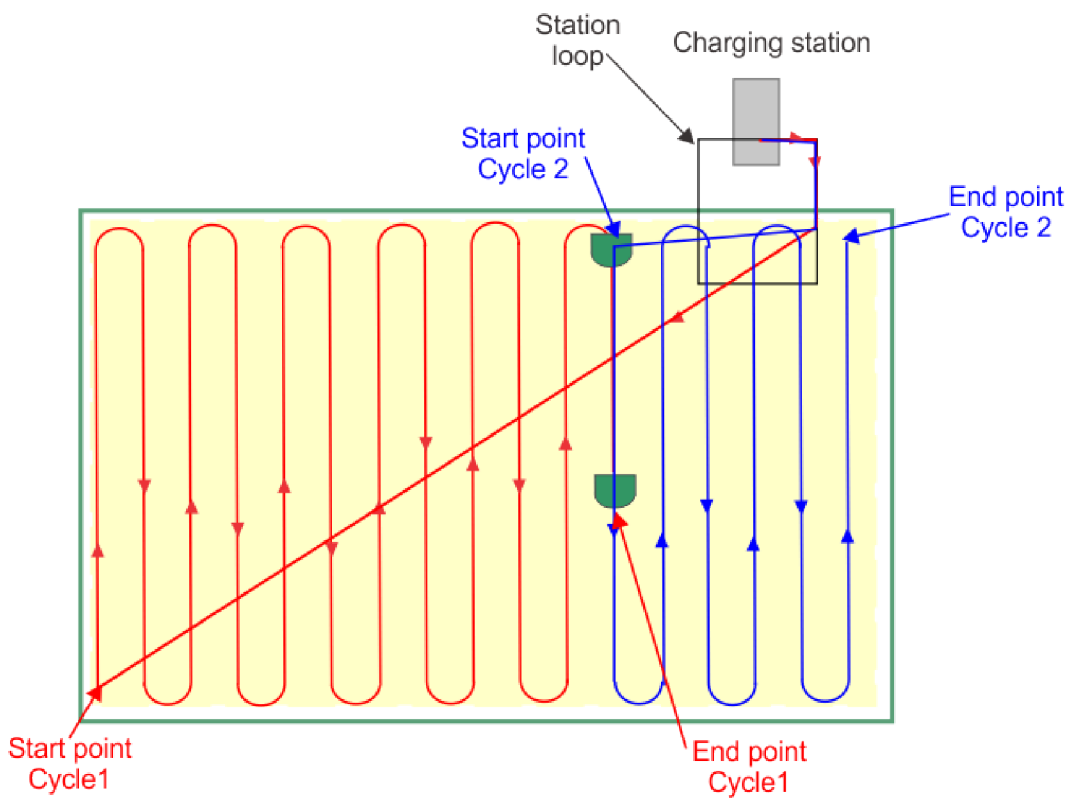 Station
loop
Charging station
Start point
Cycle 2
End point
Cycle 2
Start point
Cycle1
End point
Cycle1